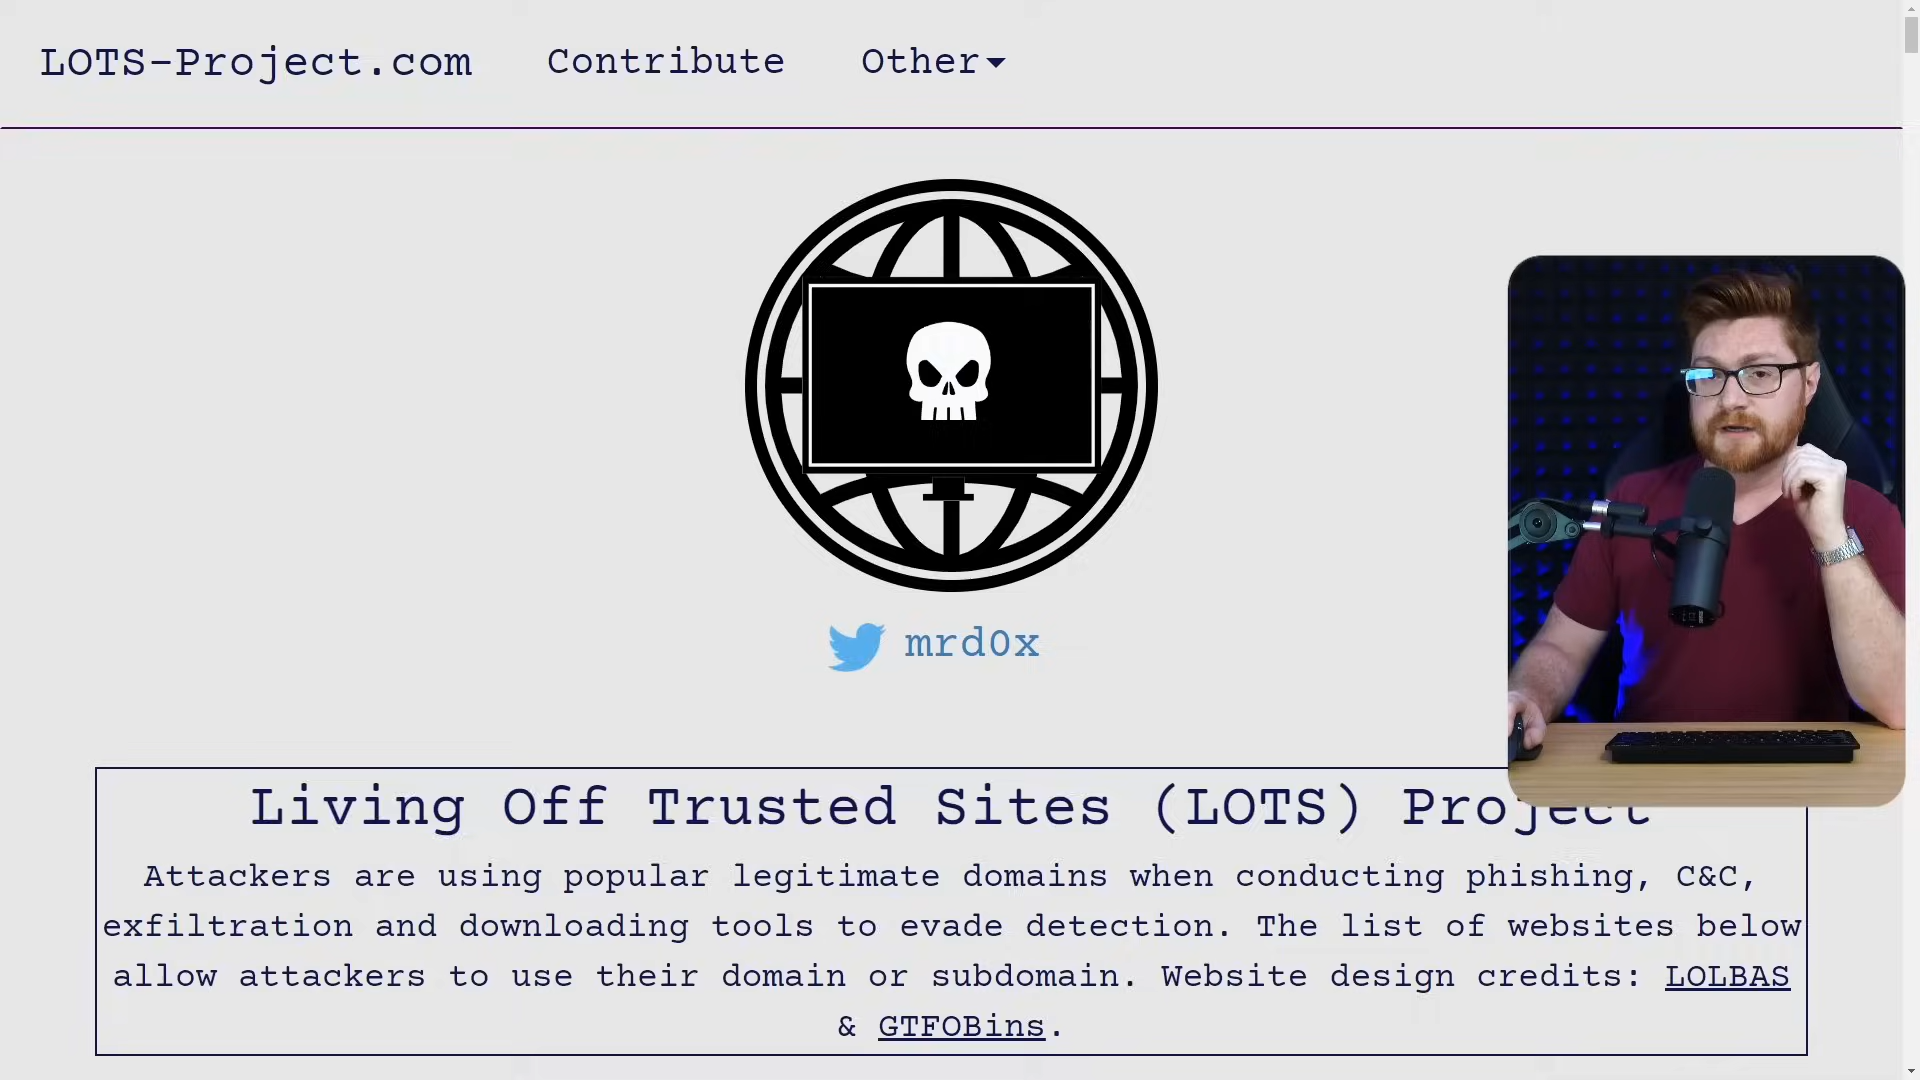 LOTS-Project.com Contribute Other
mrd0x
Living Off Trusted Sites (LOTS) Project
Attackers are using popular legitimate domains when conducting phishing, C&C,
exfiltration and downloading tools to evade detection. The list of websites below
allow attackers to use their domain or subdomain. Website design credits: LOLBAS
& GTFOBins.